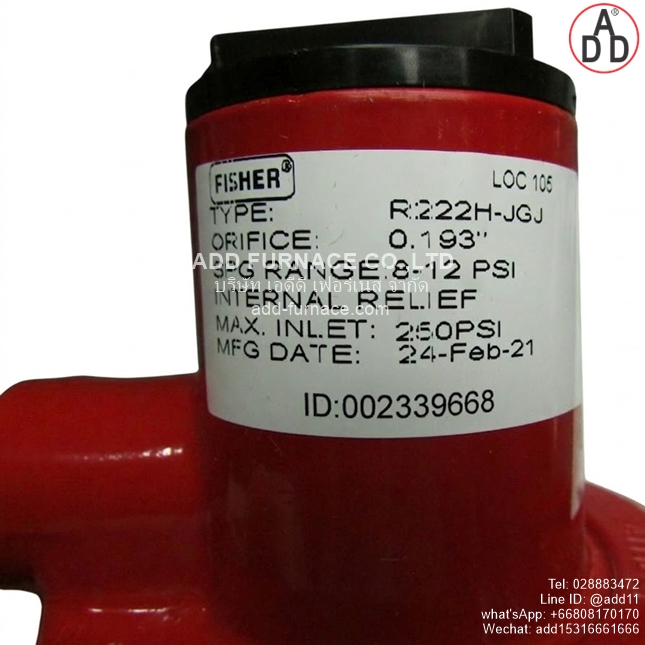 ADD
®
FISHER®
LOC 105
TYPE: R222H-JGJ
ORIFICE: 0.193"
ADD FURNACE CO.,LTD.
SPG RANGE: 8-12 PSI
บริษัท เอดีดี เฟอร์เนส จำกัด
INTERNAL RELIEF
add-furnace.com
MAX. INLET: 250PSI
MFG DATE: 24-Feb-21
ID:002339668
Tel: 028883472
Line ID: @add11
what'sApp: +66808170170
Wechat: add15316661666